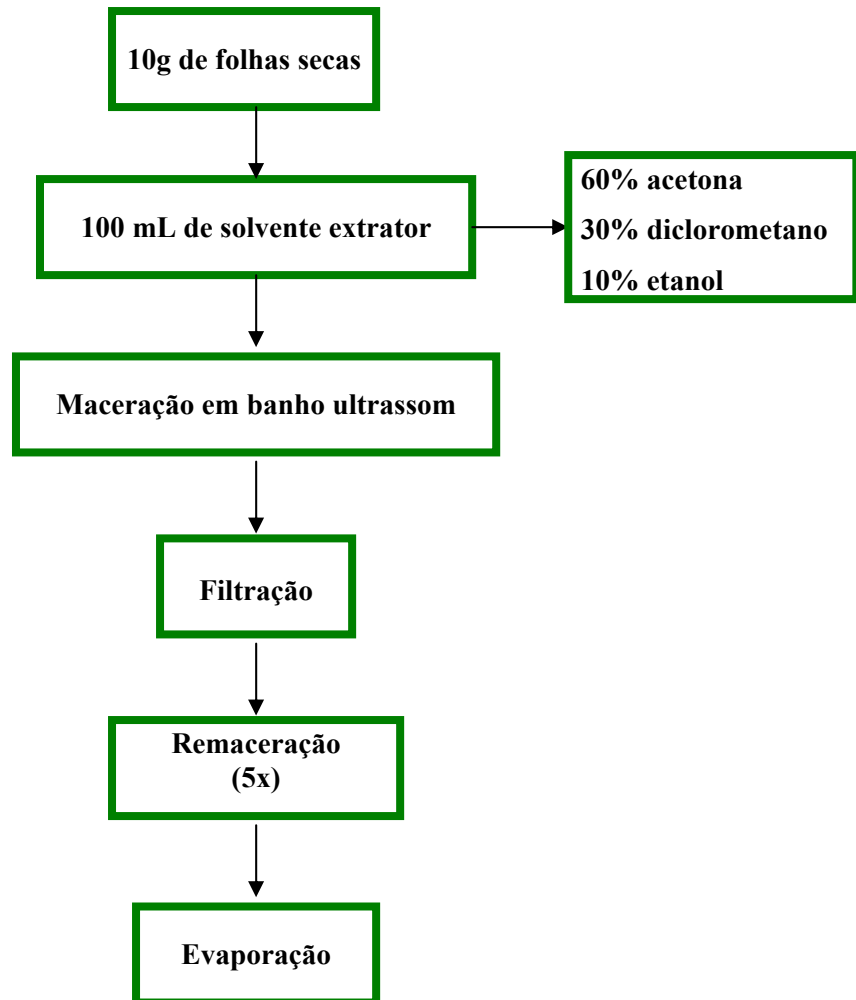 10g de folhas secas
100 mL de solvente extrator
60% acetona
30% diclorometano
10% etanol
Maceração em banho ultrassom
Filtração
Remaceração
(5x)
Evaporação